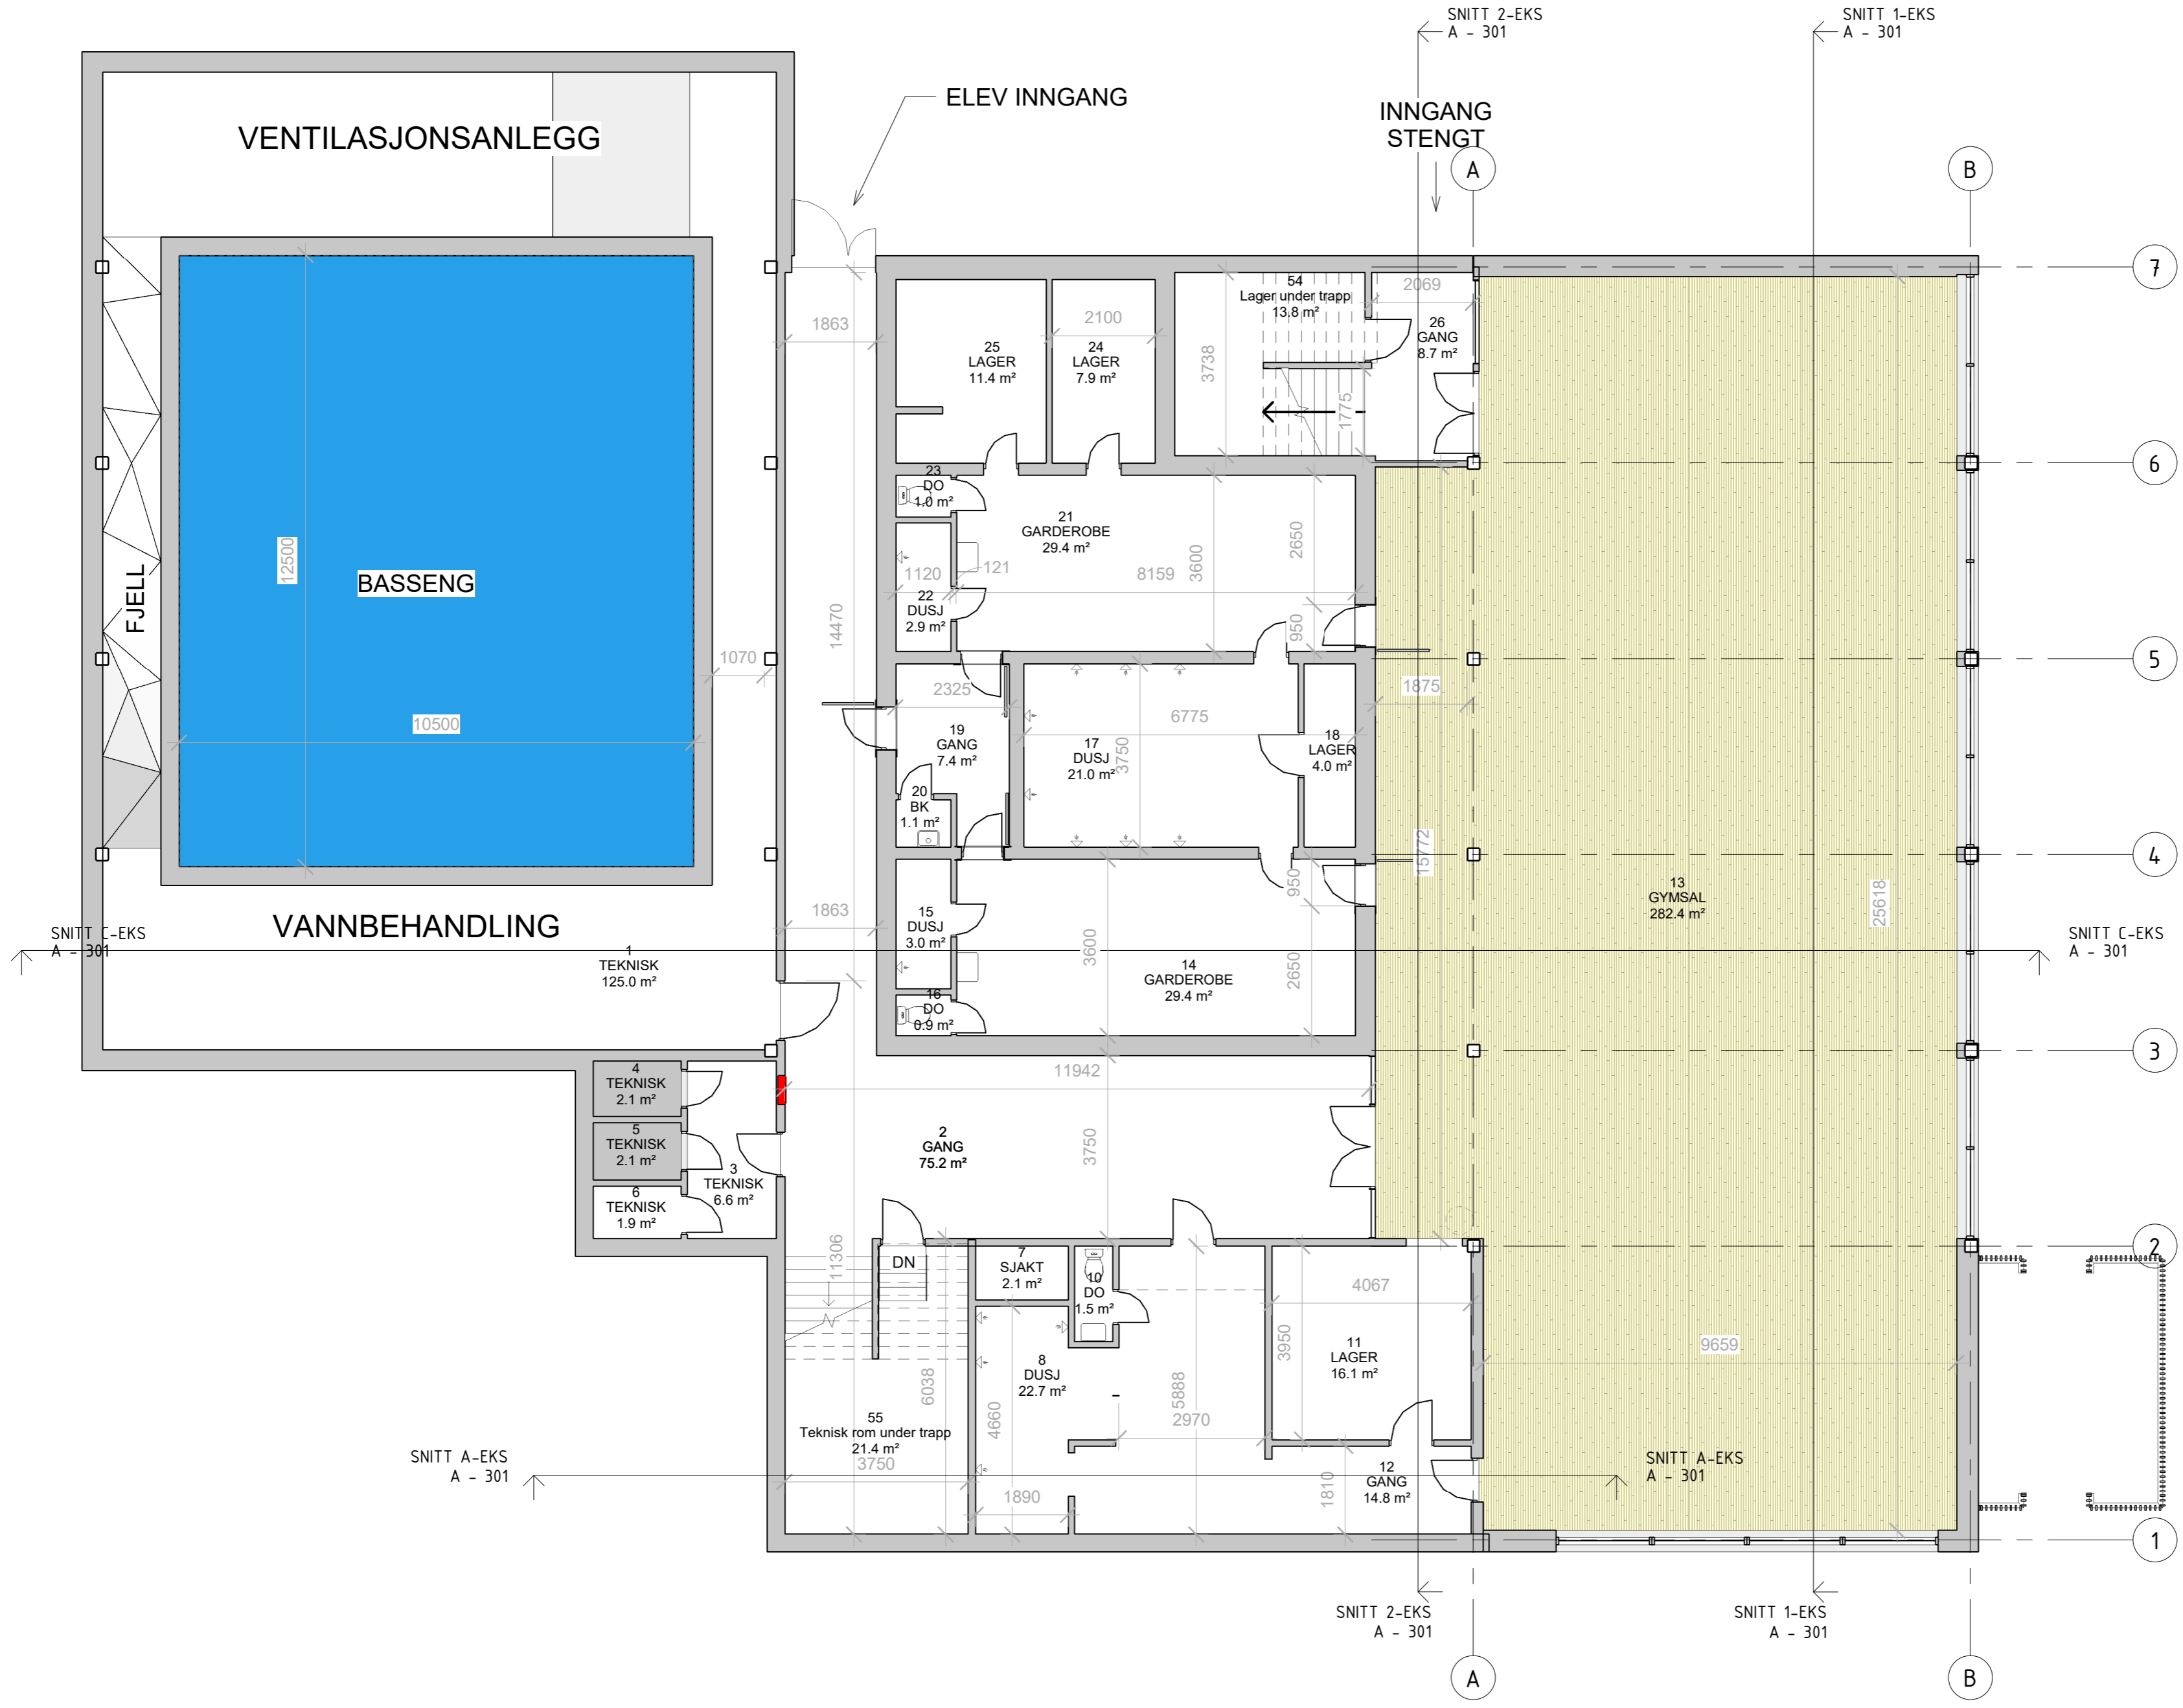 SNITT 2-EKS
A - 301
SNITT 1-EKS
A - 301
ELEV INNGANG
INNGANG
STENGT
VENTILASJONSANLEGG
A
B
7
54
Lager under trapp
13.8 m²
2069
26
GANG
8.7 m²
1863
2100
25
LAGER
11.4 m²
24
LAGER
7.9 m²
3738
1775
6
23
DO
1.0 m²
21
GARDEROBE
29.4 m²
2650
3600
12500
BASSENG
FJELL
1120
121
8159
22
DUSJ
2.9 m²
14470
950
5
1070
2325
1875
10500
6775
19
GANG
7.4 m²
17
DUSJ
21.0 m²
3750
18
LAGER
4.0 m²
20
BK
1.1 m²
15772
4
950
13
GYMSAL
282.4 m²
25618
1863
VANNBEHANDLING
15
DUSJ
3.0 m²
SNITT C-EKS
A - 301
SNITT C-EKS
A - 301
1
TEKNISK
125.0 m²
3600
14
GARDEROBE
29.4 m²
2650
16
DO
0.9 m²
3
11942
4
TEKNISK
2.1 m²
5
TEKNISK
2.1 m²
2
GANG
75.2 m²
3750
3
TEKNISK
6.6 m²
6
TEKNISK
1.9 m²
2
11306
DN
7
SJAKT
2.1 m²
10
DO
1.5 m²
4067
3950
11
LAGER
16.1 m²
9659
8
DUSJ
22.7 m²
6038
4660
5888
2970
55
Teknisk rom under trapp
21.4 m²
3750
SNITT A-EKS
A - 301
SNITT A-EKS
A - 301
12
GANG
14.8 m²
1810
1890
1
SNITT 2-EKS
A - 301
SNITT 1-EKS
A - 301
A
B